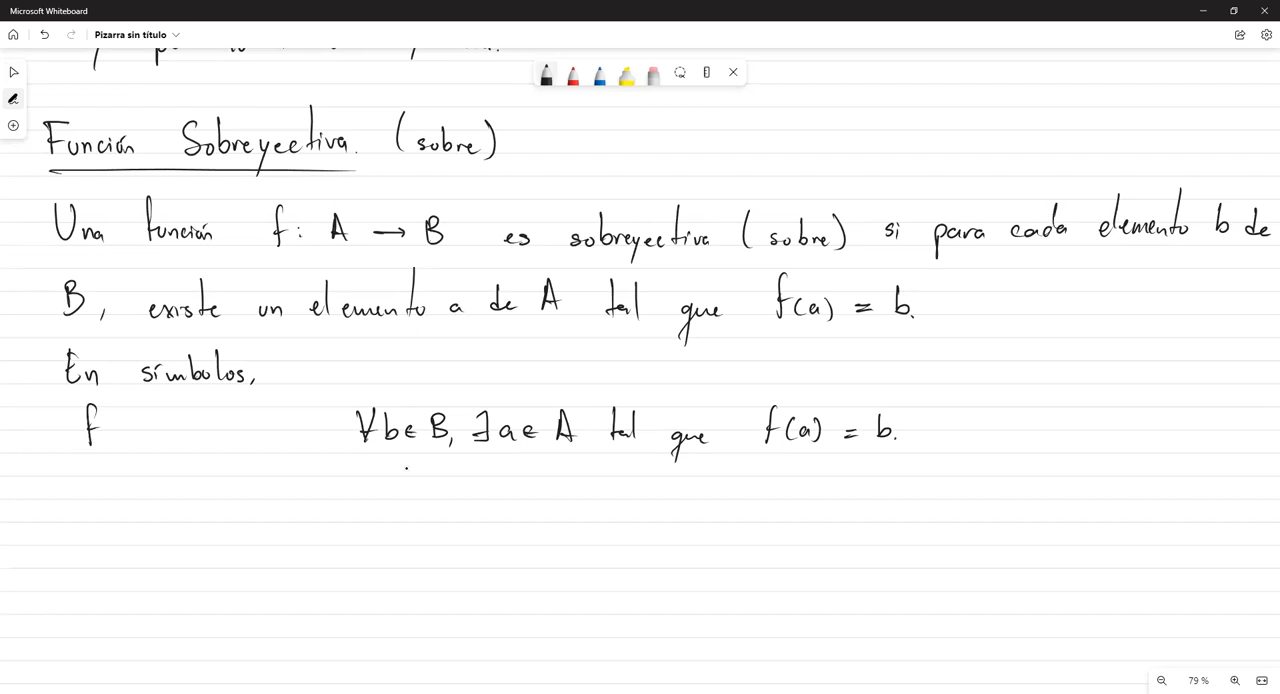 Microsoft Whiteboard
Pizarra sin título
Función Sobreyectiva. (sobre)
Una función f: A → B es sobreyectiva (sobre) si para cada elemento b de
B, existe un elemento a de A tal que f(a) = b.
En símbolos,
f ∀b∈B, ∃a∈A tal que f(a) = b.
79 %